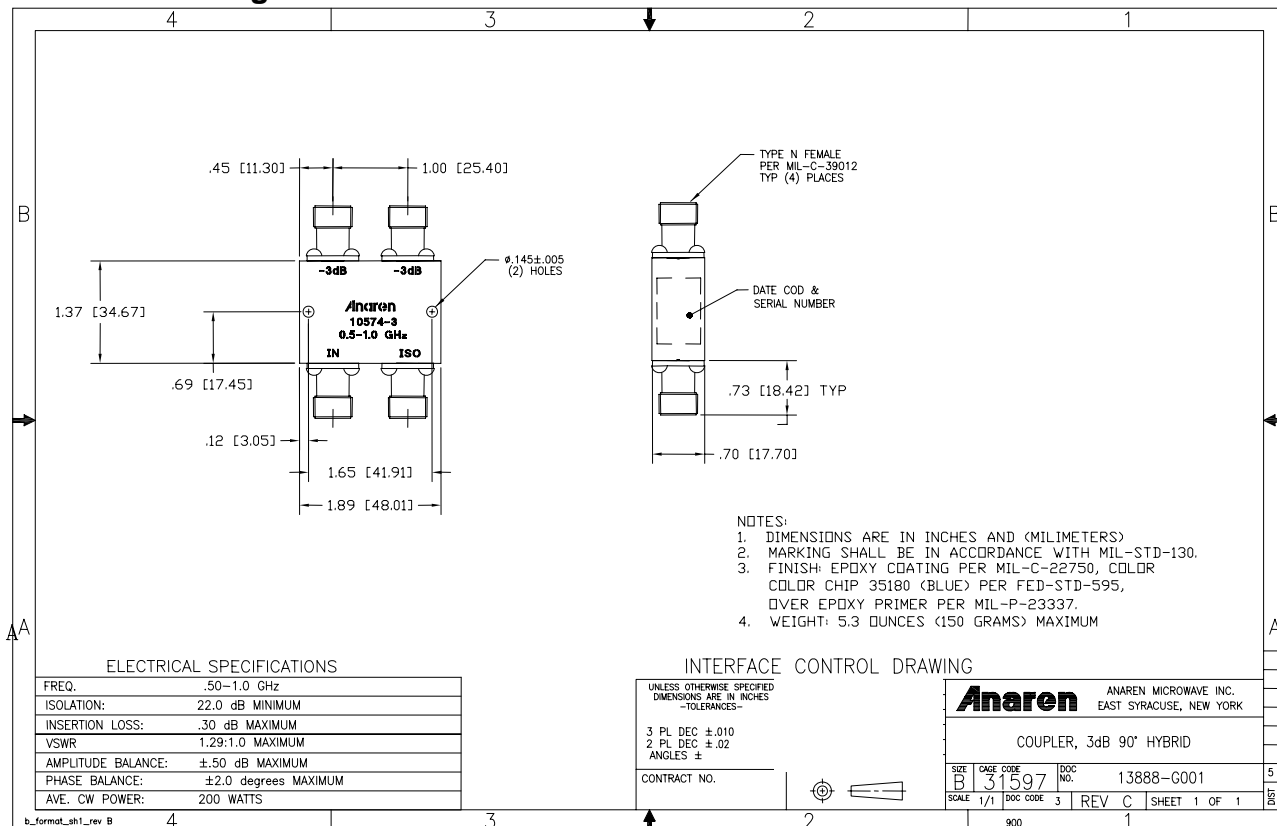 4 3 2 1
B B
A A A
.45 [11.30] 1.00 [25.40]
-3dB -3dB
ø.145±.005
(2) HOLES
1.37 [34.67]
Anaren
10574-3
0.5-1.0 GHz
IN ISO
.69 [17.45]
.12 [3.05]
1.65 [41.91]
1.89 [48.01]
TYPE N FEMALE
PER MIL-C-39012
TYP (4) PLACES
DATE COD &
SERIAL NUMBER
.73 [18.42] TYP
.70 [17.70]
NOTES:
1. DIMENSIONS ARE IN INCHES AND (MILIMETERS)
2. MARKING SHALL BE IN ACCORDANCE WITH MIL-STD-130.
3. FINISH: EPOXY COATING PER MIL-C-22750, COLOR
COLOR CHIP 35180 (BLUE) PER FED-STD-595,
OVER EPOXY PRIMER PER MIL-P-23337.
4. WEIGHT: 5.3 OUNCES (150 GRAMS) MAXIMUM
ELECTRICAL SPECIFICATIONS
FREQ. .50-1.0 GHz
ISOLATION: 22.0 dB MINIMUM
INSERTION LOSS: .30 dB MAXIMUM
VSWR 1.29:1.0 MAXIMUM
AMPLITUDE BALANCE: ±.50 dB MAXIMUM
PHASE BALANCE: ±2.0 degrees MAXIMUM
AVE. CW POWER: 200 WATTS
INTERFACE CONTROL DRAWING
UNLESS OTHERWISE SPECIFIED
DIMENSIONS ARE IN INCHES
-TOLERANCES-
3 PL DEC ±.010
2 PL DEC ±.02
ANGLES ±
CONTRACT NO.
Anaren
ANAREN MICROWAVE INC.
EAST SYRACUSE, NEW YORK
COUPLER, 3dB 90° HYBRID
SIZE B CAGE CODE 31597 DOC NO. 13888-G001
SCALE 1/1 DOC CODE 3 REV C SHEET 1 OF 1
DIST 5
b_format_sh1_rev B 4 3 2 900 1